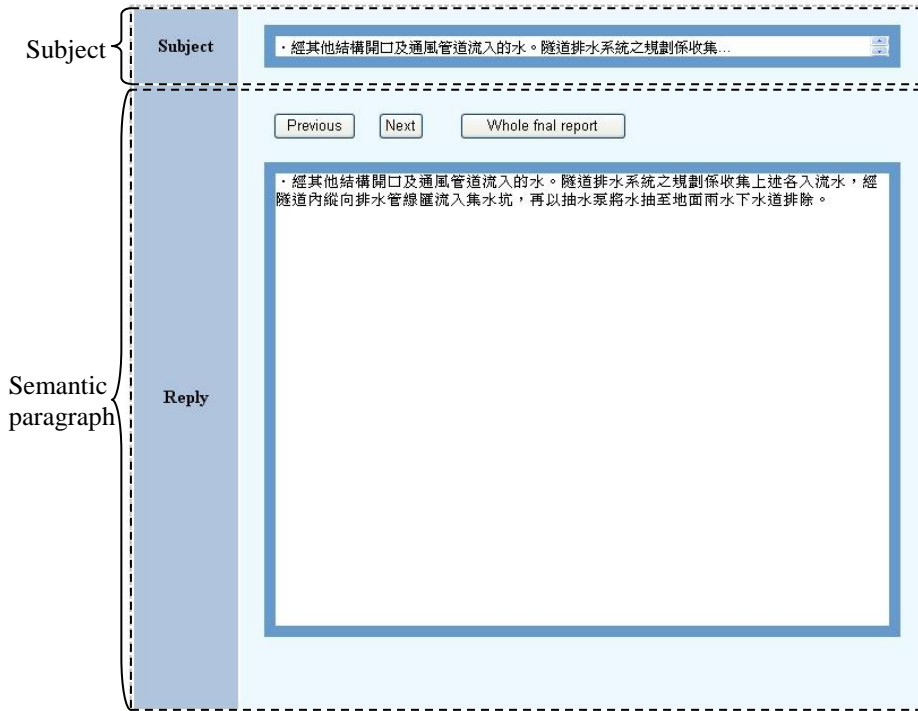 Subject
Subject
．經其他結構開口及通風管道流入的水。隧道排水系統之規劃係收集...
Previous
Next
Whole fnal report
．經其他結構開口及通風管道流入的水。隧道排水系統之規劃係收集上述各入流水，經
隧道內縱向排水管線匯流入集水坑，再以抽水泵將水抽至地面雨水下水道排除。
Semantic
paragraph
Reply